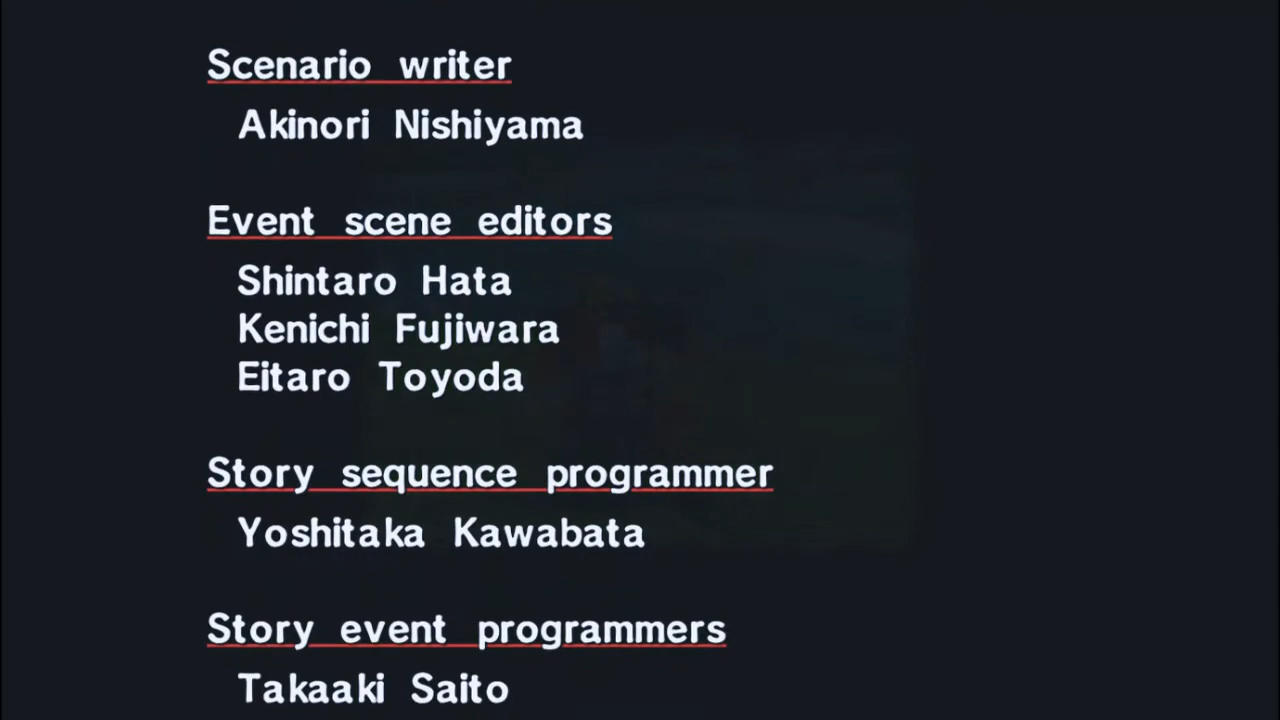 Scenario writer
Akinori Nishiyama
Event scene editors
Shintaro Hata
Kenichi Fujiwara
Eitaro Toyoda
Story sequence programmer
Yoshitaka Kawabata
Story event programmers
Takaaki Saito